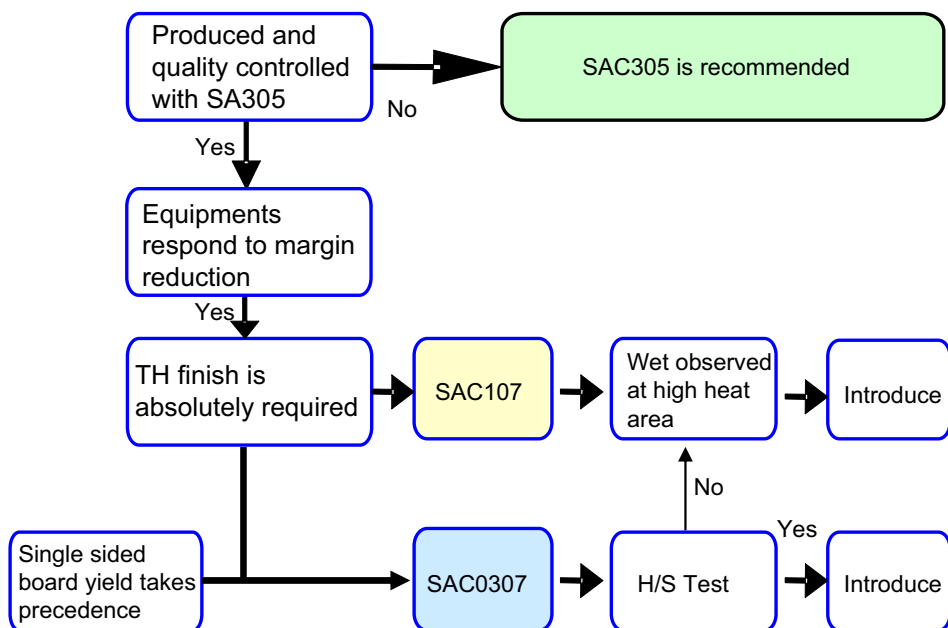 Produced and
quality controlled
with SA305
SAC305 is recommended
No
Yes
Equipments
respond to margin
reduction
Yes
TH finish is
absolutely required
SAC107
Wet observed
at high heat
area
Introduce
No
Yes
Single sided
board yield takes
precedence
SAC0307
H/S Test
Introduce